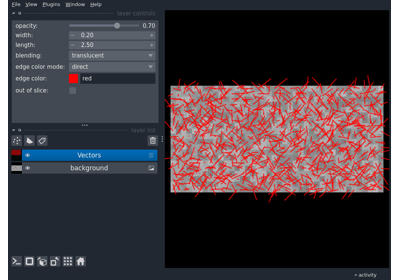 File View Plugins Window Help
layer controls
opacity: 0.70
width: 0.20
length: 2.50
blending: translucent
edge color mode: direct
edge color: red
out of slice:
layer list
Vectors
background
activity